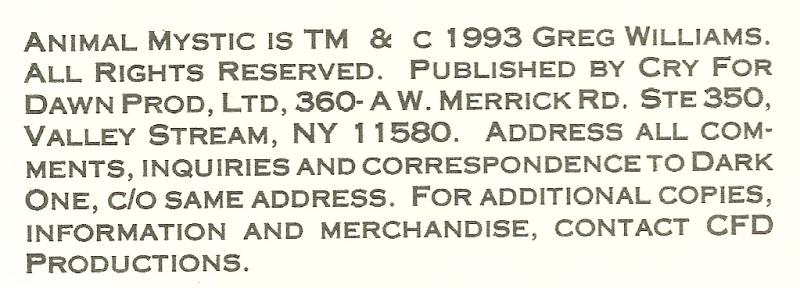 ANIMAL MYSTIC IS TM & C 1993 GREG WILLIAMS.
ALL RIGHTS RESERVED. PUBLISHED BY CRY FOR
DAWN PROD, LTD, 360- A W. MERRICK RD. STE 350,
VALLEY STREAM, NY 11580. ADDRESS ALL COM-
MENTS, INQUIRIES AND CORRESPONDENCE TO DARK
ONE, C/O SAME ADDRESS. FOR ADDITIONAL COPIES,
INFORMATION AND MERCHANDISE, CONTACT CFD
PRODUCTIONS.